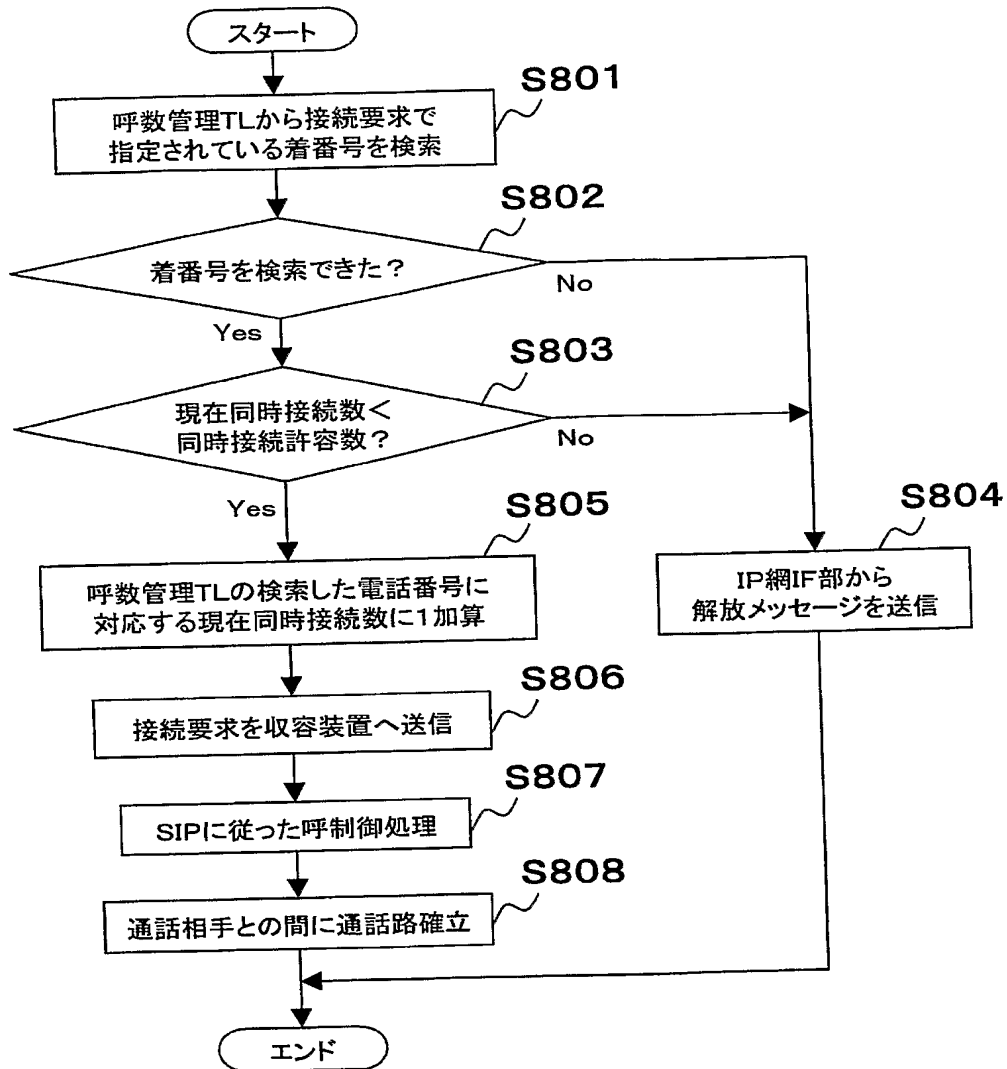 スタート
S801
呼数管理TLから接続要求で
指定されている着番号を検索
S802
着番号を検索できた？
No
Yes
S803
現在同時接続数＜
同時接続許容数？
No
Yes
S804
IP網IF部から
解放メッセージを送信
S805
呼数管理TLの検索した電話番号に
対応する現在同時接続数に1加算
S806
接続要求を収容装置へ送信
S807
SIPに従った呼制御処理
S808
通話相手との間に通話路確立
エンド